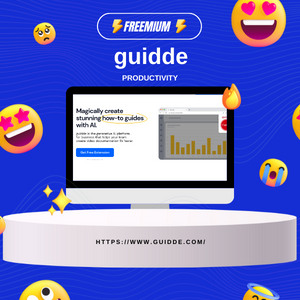 FREEMIUM
guidde
PRODUCTIVITY
Magically create
stunning how-to guides
with AI.
guidde is the generative AI platform
for business that helps your team
create video documentation 11x faster
Get Free Extension
HTTPS://WWW.GUIDDE.COM/